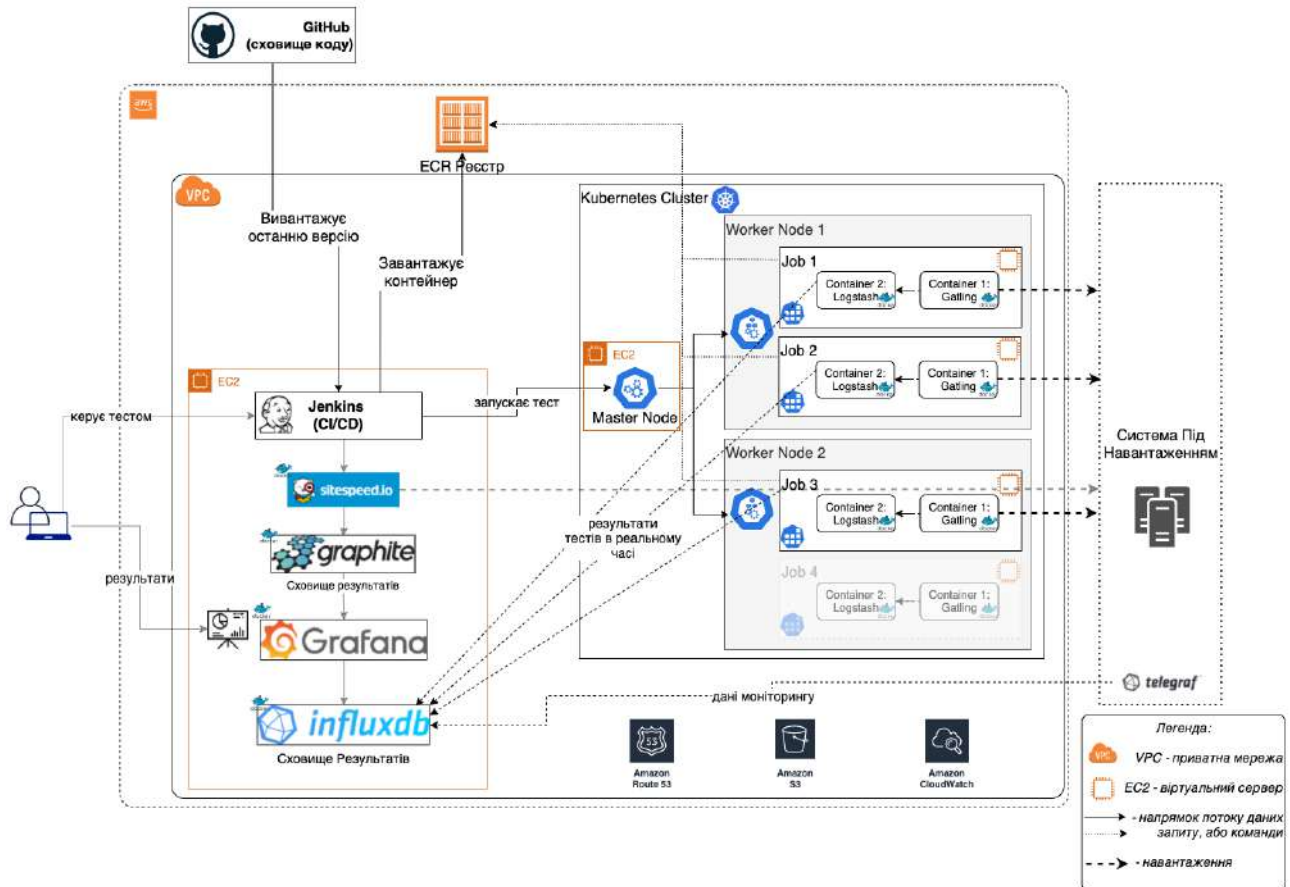 GitHub
(сховище коду)
aws
ECR Реєстр
VPC
Вивантажує
останню версію
Завантажує
контейнер
Kubernetes Cluster
Worker Node 1
Job 1
Container 2:
Logstash
Container 1:
Gatling
Job 2
Container 2:
Logstash
Container 1:
Gatling
EC2
Master Node
запускає тест
EC2
Jenkins
(CI/CD)
керує тестом
sitespeed.io
graphite
Сховище результатів
результати
Grafana
influxdb
Сховище Результатів
Worker Node 2
Job 3
Container 2:
Logstash
Container 1:
Gatling
Job 4
Container 2:
Logstash
Container 1:
Gatling
результати
тестів в реальному
часі
Система Під
Навантаженням
telegraf
дані моніторингу
53
Amazon
Route 53
Amazon
S3
Amazon
CloudWatch
Легенда:
VPC
VPC - приватна мережа
EC2 - віртуальний сервер
- напрямок потоку даних
запиту, або команди
- навантаження